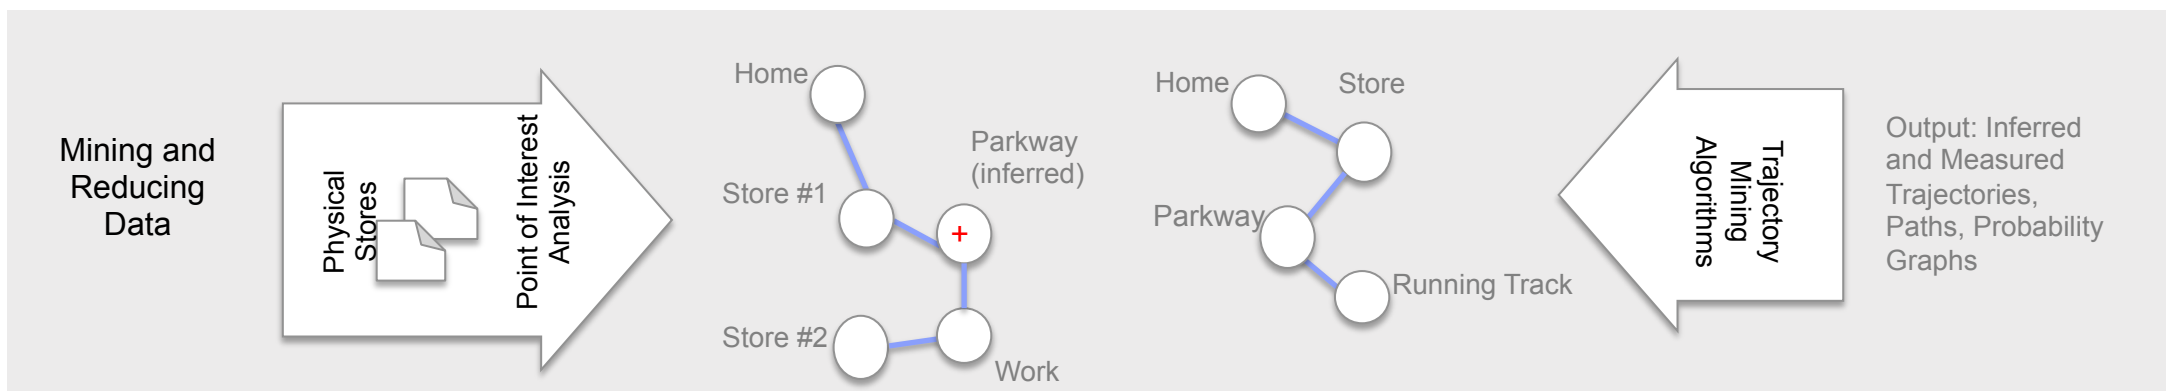 Mining and
Reducing
Data
Physical
Stores
Point of Interest
Analysis
Home
Store #1
Parkway
(inferred)
+
Store #2
Work
Home
Store
Parkway
Running Track
Trajectory
Mining
Algorithms
Output: Inferred
and Measured
Trajectories,
Paths, Probability
Graphs